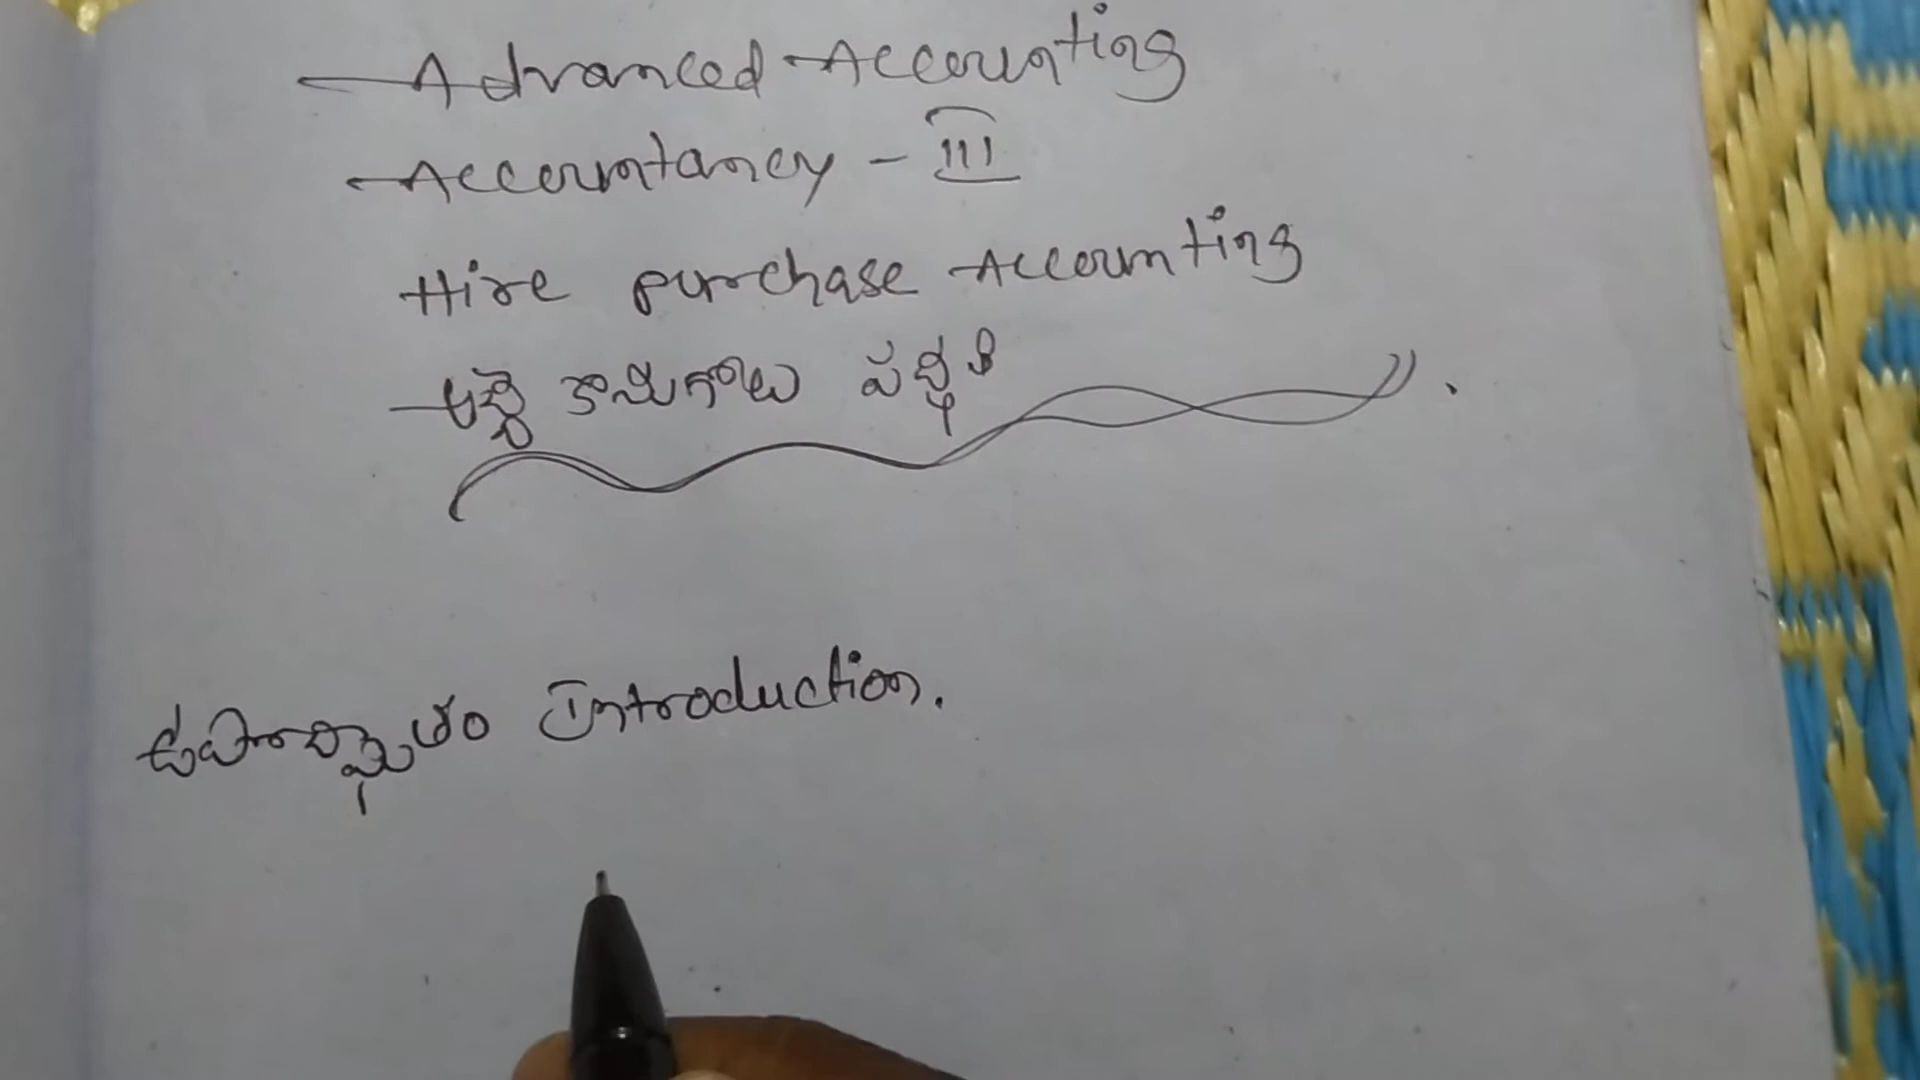 Advanced Accounting
Accountancy - III
Hire purchase Accounting
అద్దె కొనుగోలు పద్ధతి
ఉపోద్ఘాతం Introduction.